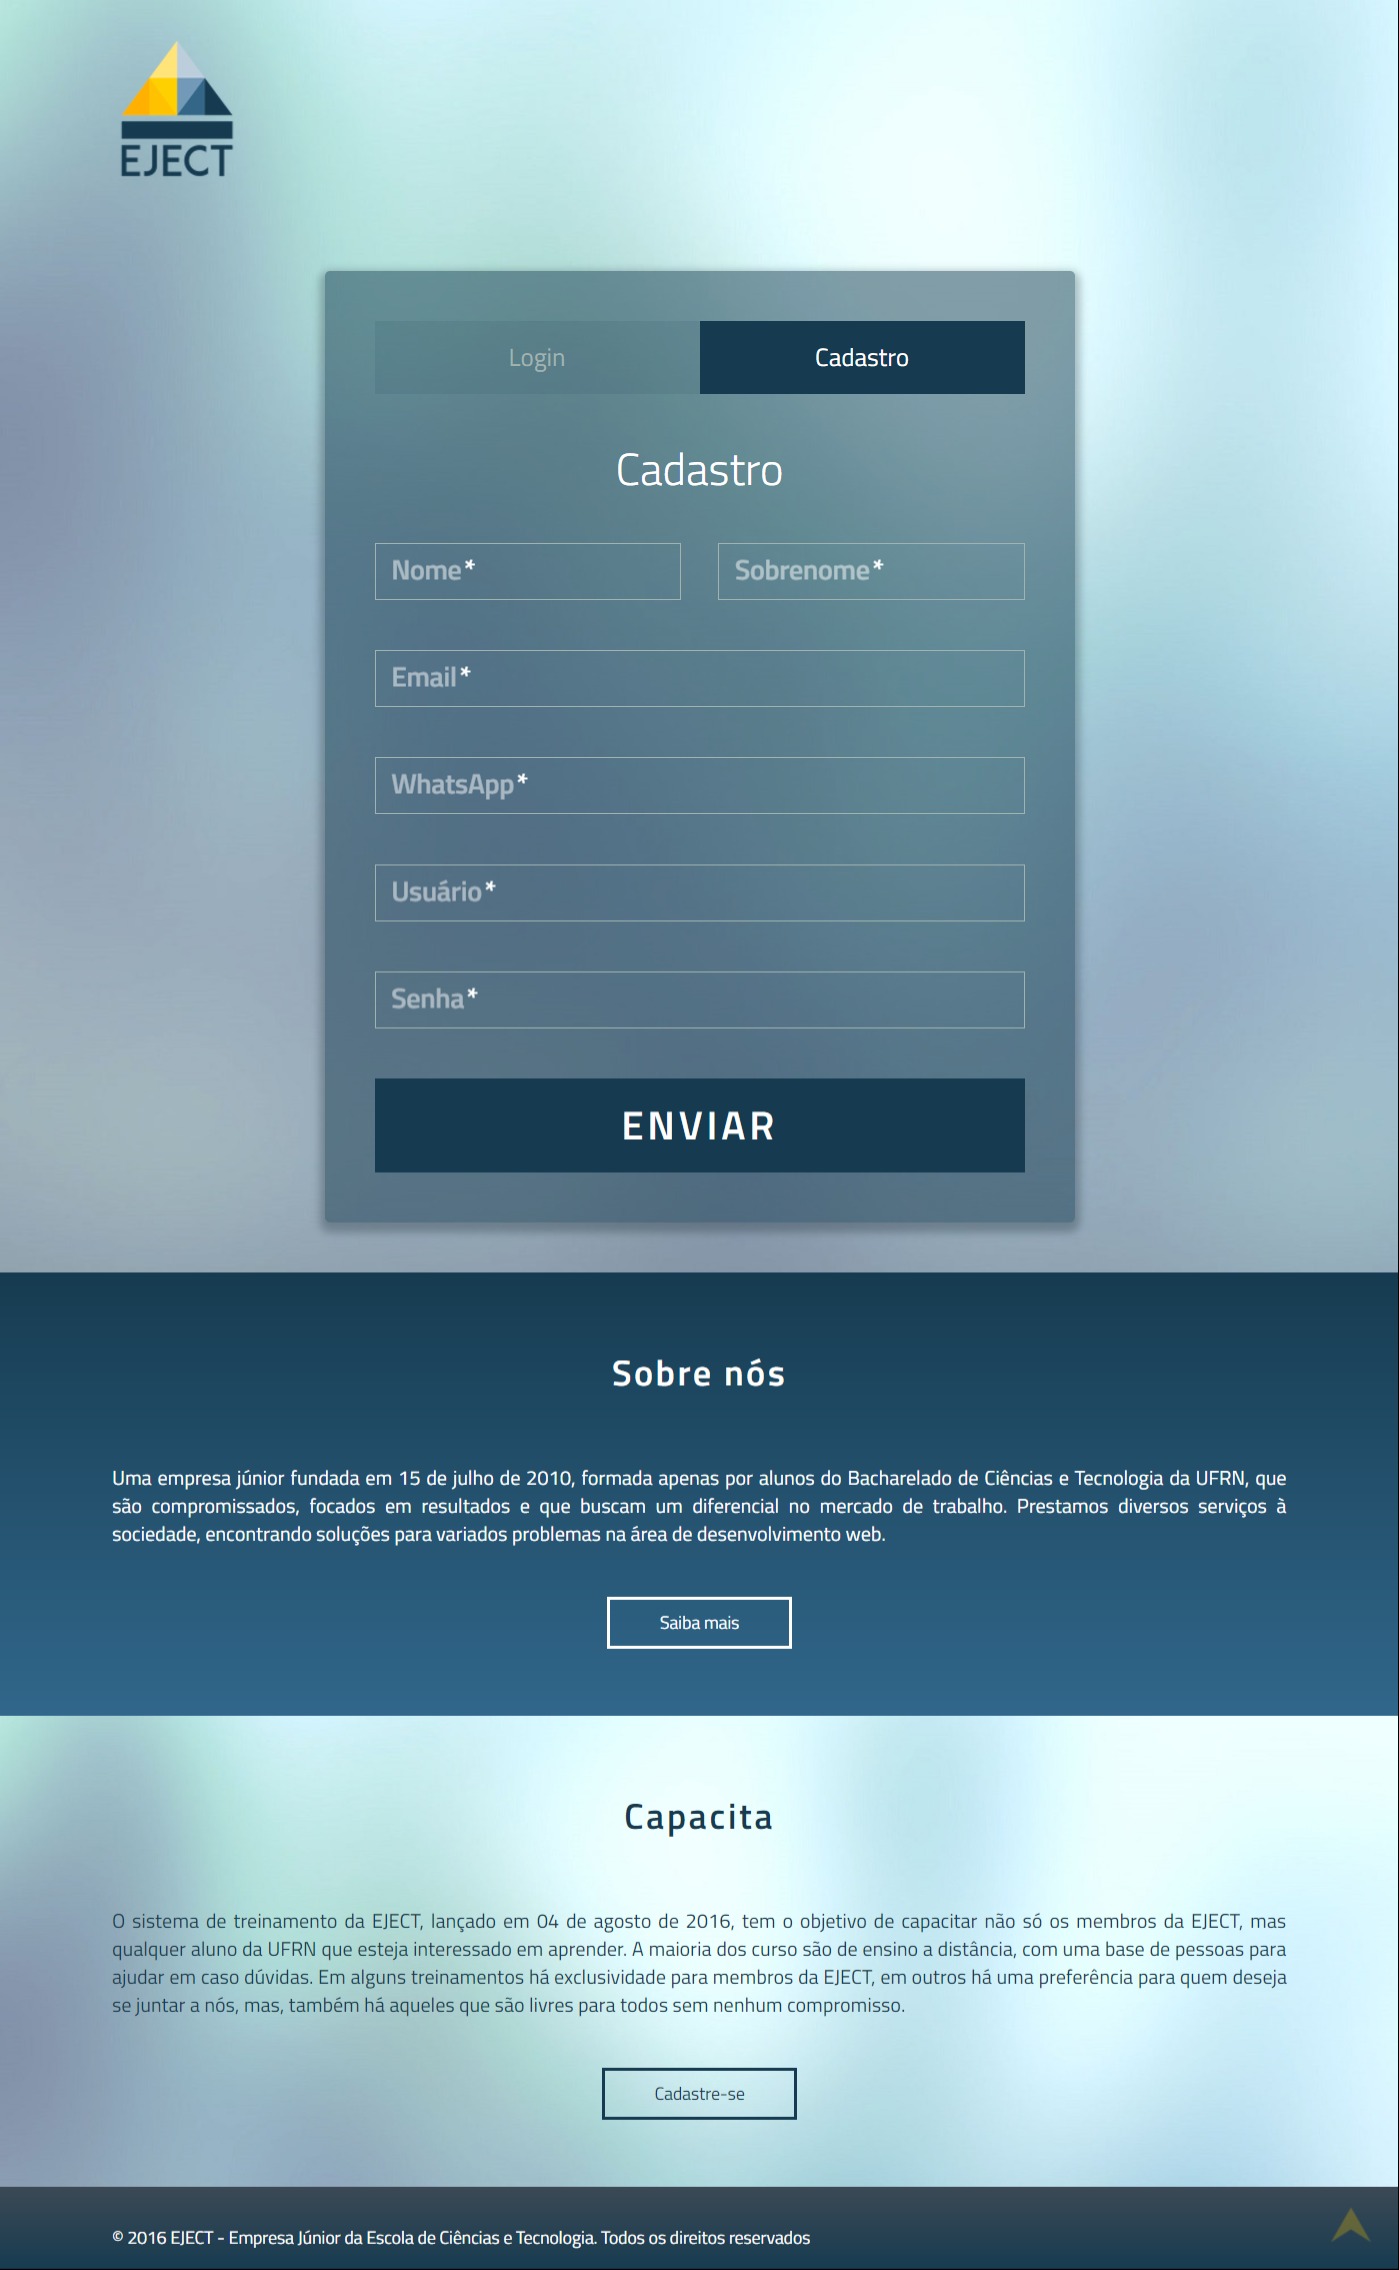 EJECT
Login
Cadastro
Cadastro
Nome*
Sobrenome*
Email*
WhatsApp*
Usuário*
Senha*
ENVIAR
Sobre nós
Uma empresa júnior fundada em 15 de julho de 2010, formada apenas por alunos do Bacharelado de Ciências e Tecnologia da UFRN, que
são compromissados, focados em resultados e que buscam um diferencial no mercado de trabalho. Prestamos diversos serviços à
sociedade, encontrando soluções para variados problemas na área de desenvolvimento web.
Saiba mais
Capacita
O sistema de treinamento da EJECT, lançado em 04 de agosto de 2016, tem o objetivo de capacitar não só os membros da EJECT, mas
qualquer aluno da UFRN que esteja interessado em aprender. A maioria dos curso são de ensino a distância, com uma base de pessoas para
ajudar em caso dúvidas. Em alguns treinamentos há exclusividade para membros da EJECT, em outros há uma preferência para quem deseja
se juntar a nós, mas, também há aqueles que são livres para todos sem nenhum compromisso.
Cadastre-se
© 2016 EJECT - Empresa Júnior da Escola de Ciências e Tecnologia. Todos os direitos reservados